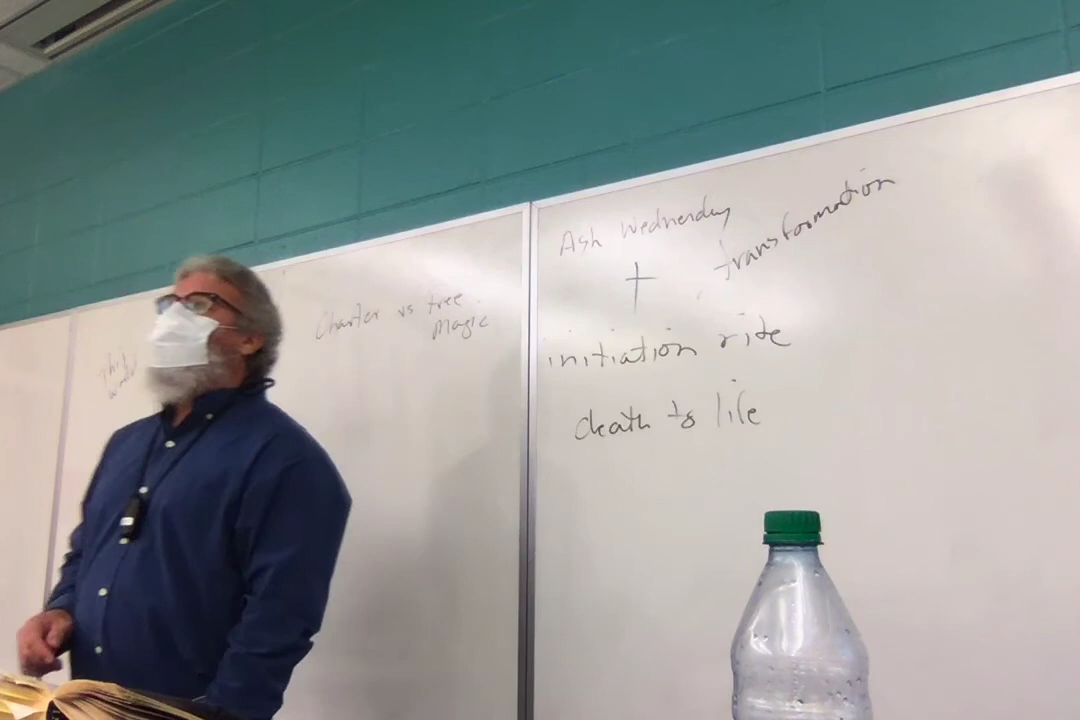 Charter vs free
Magic
Ash Wednesday
transformation
initiation rite
death to life